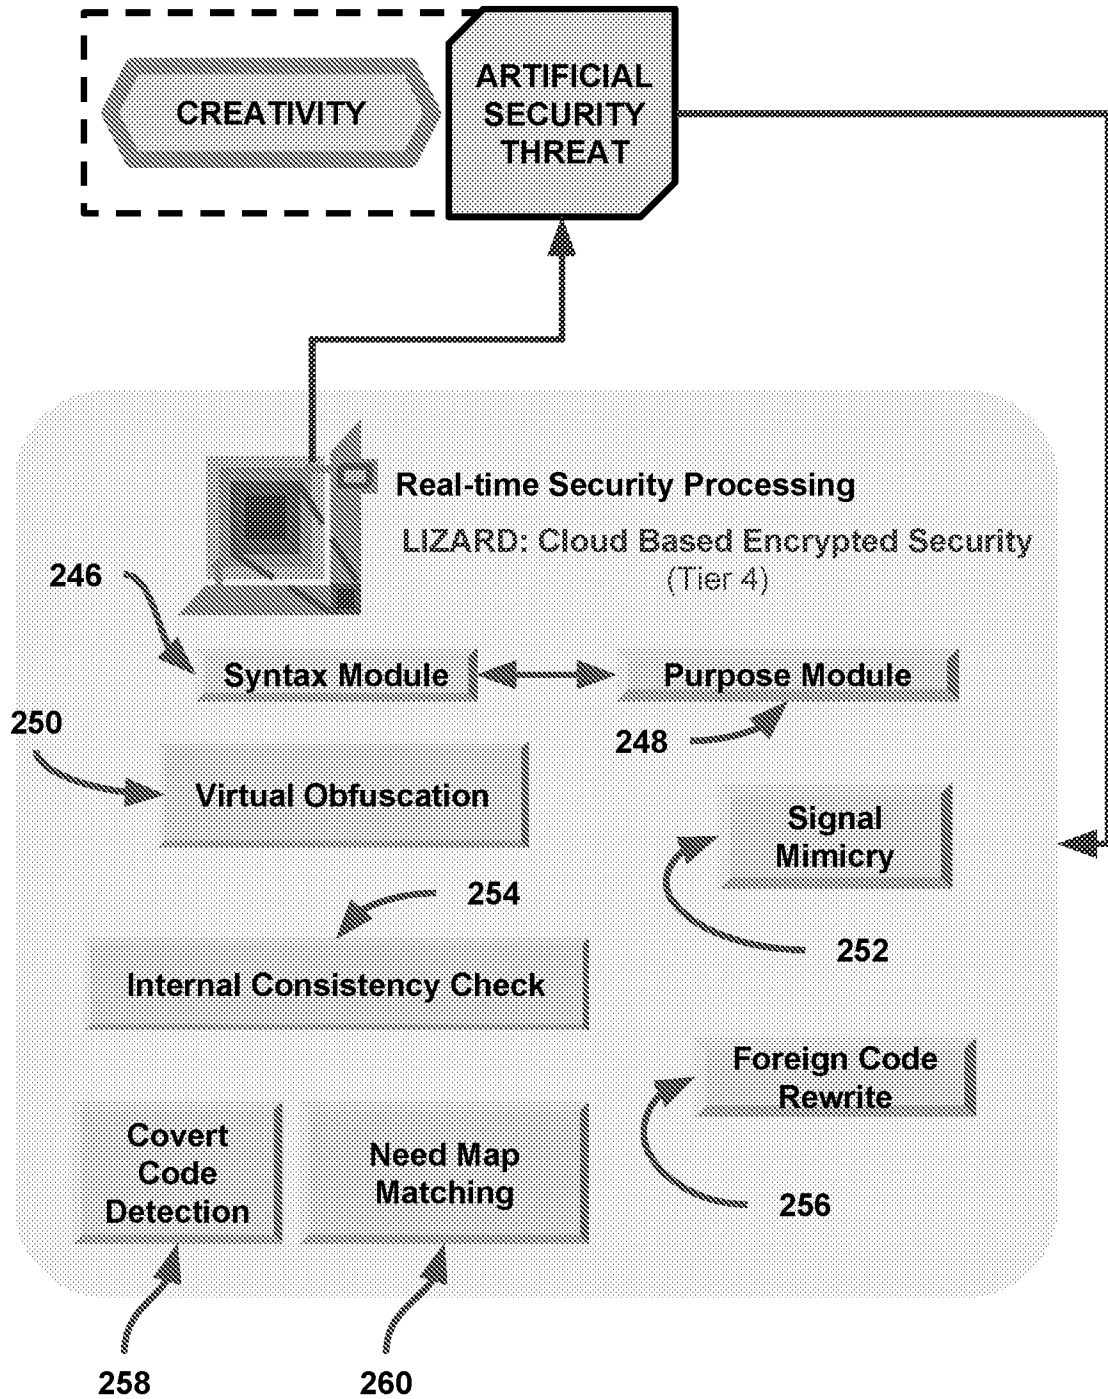 CREATIVITY
ARTIFICIAL
SECURITY
THREAT
Real-time Security Processing
LIZARD: Cloud Based Encrypted Security
(Tier 4)
246
Syntax Module
Purpose Module
250
248
Virtual Obfuscation
Signal
Mimicry
254
252
Internal Consistency Check
Foreign Code
Rewrite
Covert
Code
Detection
Need Map
Matching
256
258
260